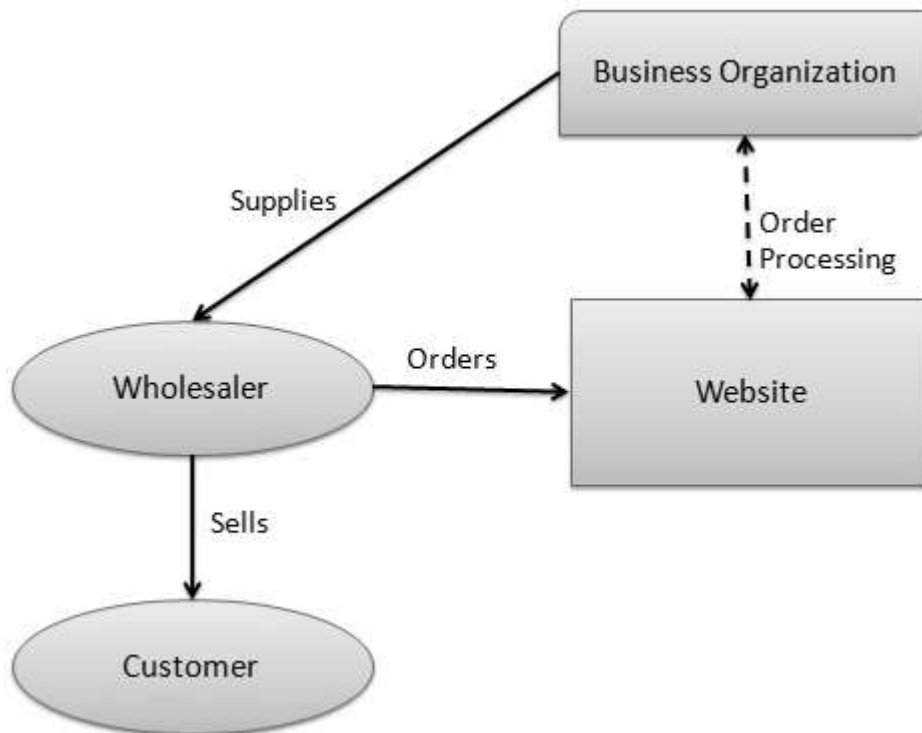 Business Organization
Supplies
Order
Processing
Wholesaler
Orders
Website
Sells
Customer